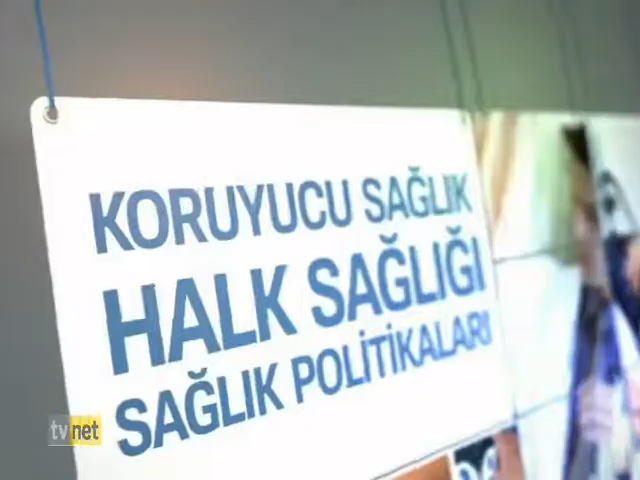 KORUYUCU SAĞLIK
HALK SAĞLIĞI
SAĞLIK POLİTİKALARI
tvnet